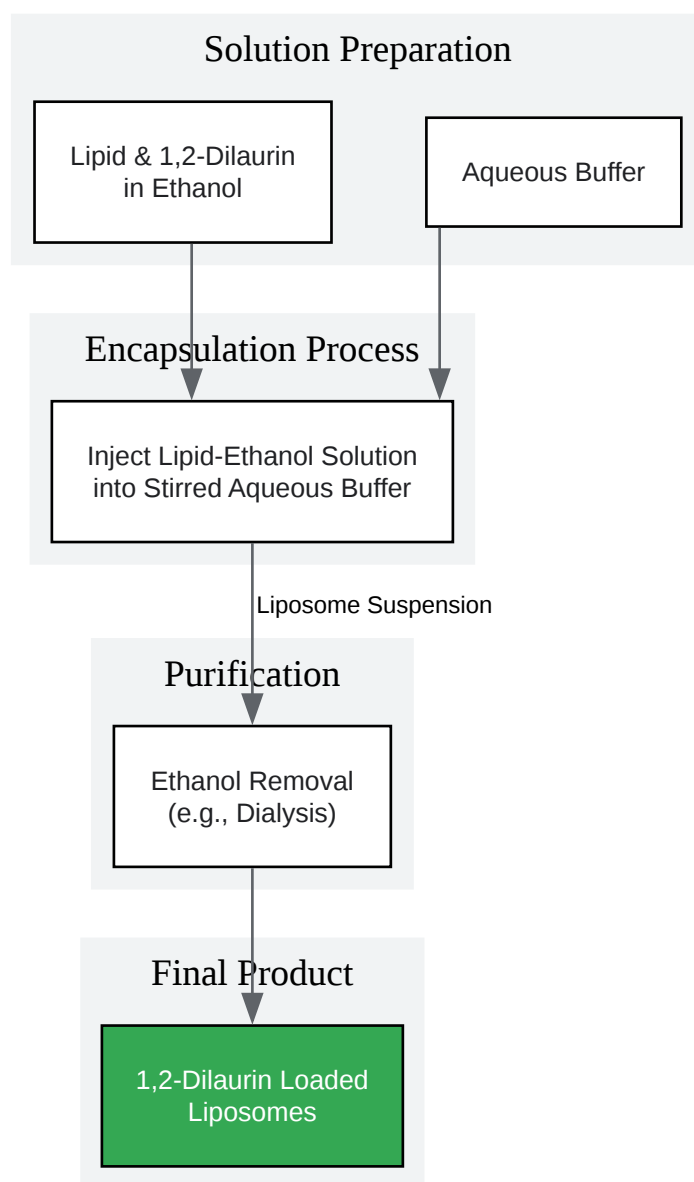 Solution Preparation
Lipid & 1,2-Dilaurin
in Ethanol
Aqueous Buffer
Encapsulation Process
Inject Lipid-Ethanol Solution
into Stirred Aqueous Buffer
Liposome Suspension
Purification
Ethanol Removal
(e.g., Dialysis)
Final Product
1,2-Dilaurin Loaded
Liposomes